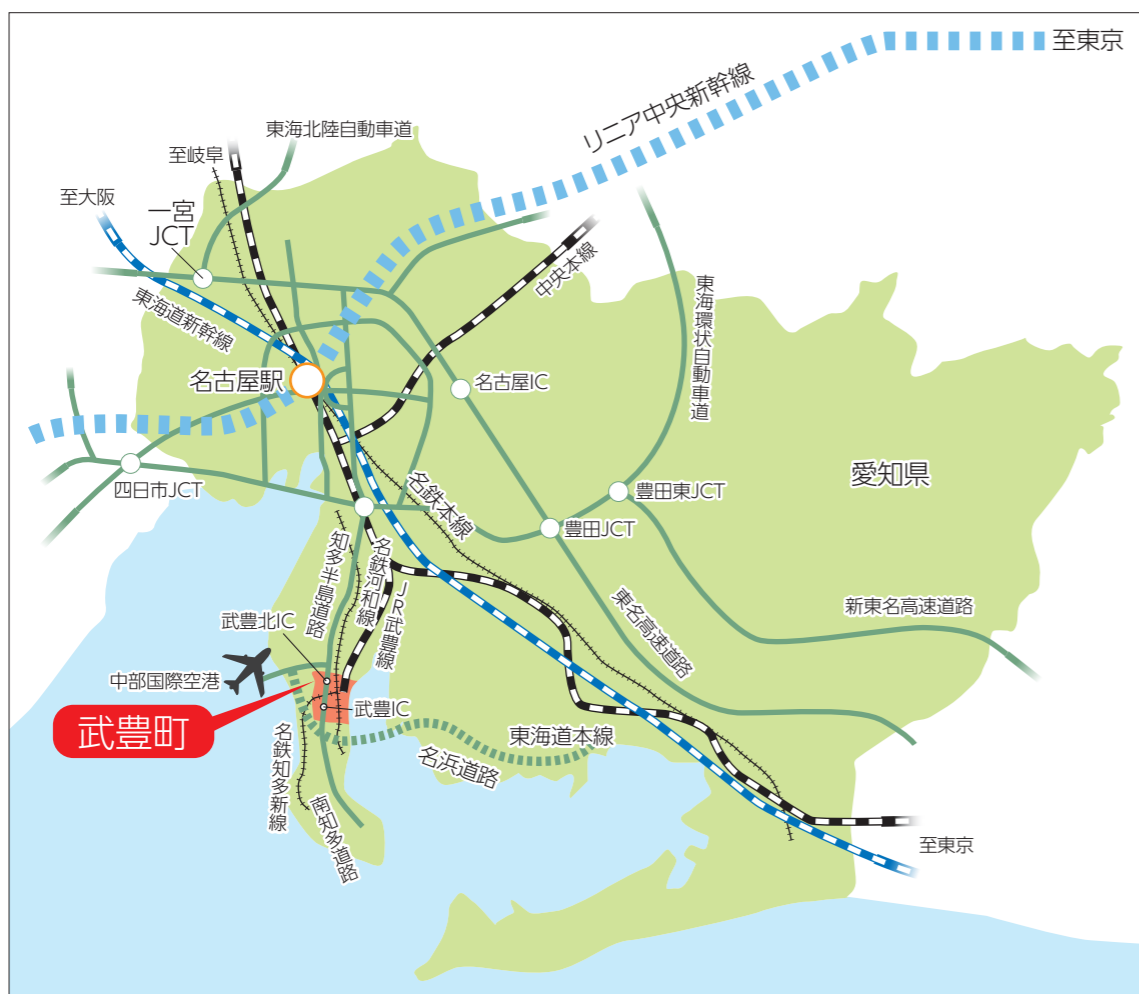 至東京
リニア中央新幹線
東海北陸自動車道
至岐阜
至大阪
一宮
JCT
中央本線
東海道新幹線
東海環状自動車道
名古屋駅
名古屋IC
愛知県
四日市JCT
豊田東JCT
名鉄本線
豊田JCT
知多半島道路
名鉄河和線
JR武豊線
東名高速道路
新東名高速道路
武豊北IC
中部国際空港
武豊IC
武豊町
東海道本線
名浜道路
名鉄知多新線
南知多道路
至東京